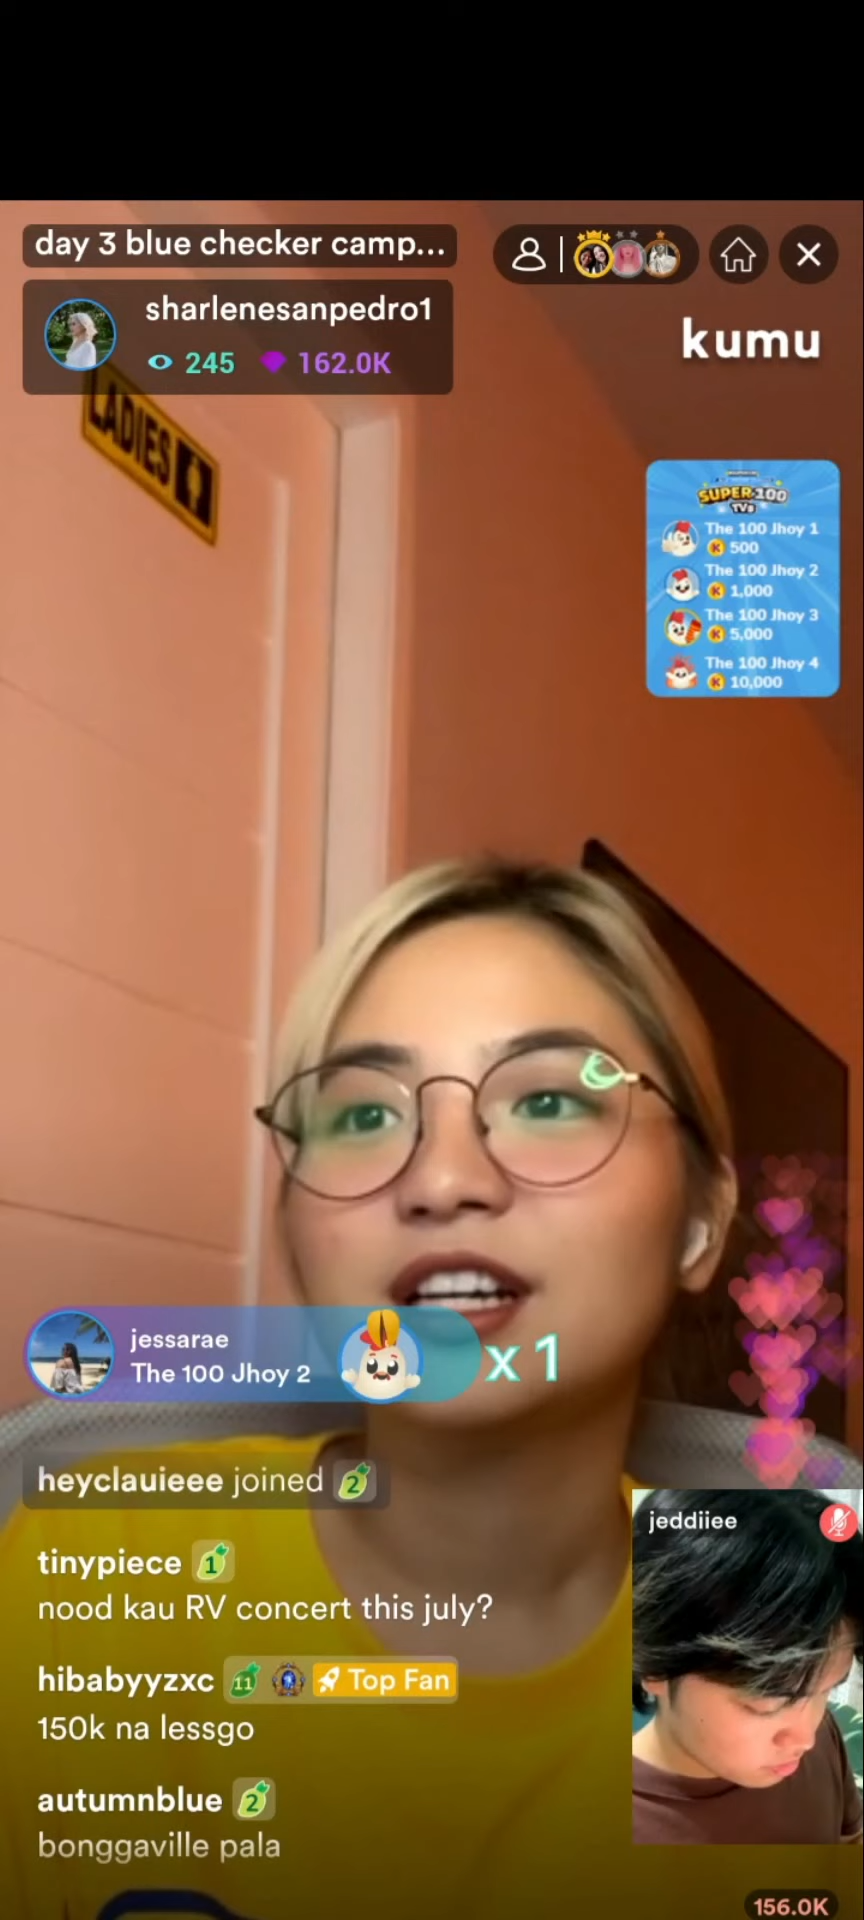 day 3 blue checker camp...
sharlenesanpedro1
245 162.0K
kumu
LADIES
SUPER 100
TVs
The 100 Jhoy 1
K 500
The 100 Jhoy 2
K 1,000
The 100 Jhoy 3
K 5,000
The 100 Jhoy 4
K 10,000
jessarae
The 100 Jhoy 2
x 1
heyclauieee joined 2
jeddiiee
tinypiece 1
nood kau RV concert this july?
hibabyyzxc 11 Top Fan
150k na lessgo
autumnblue 2
bonggaville pala
156.0K